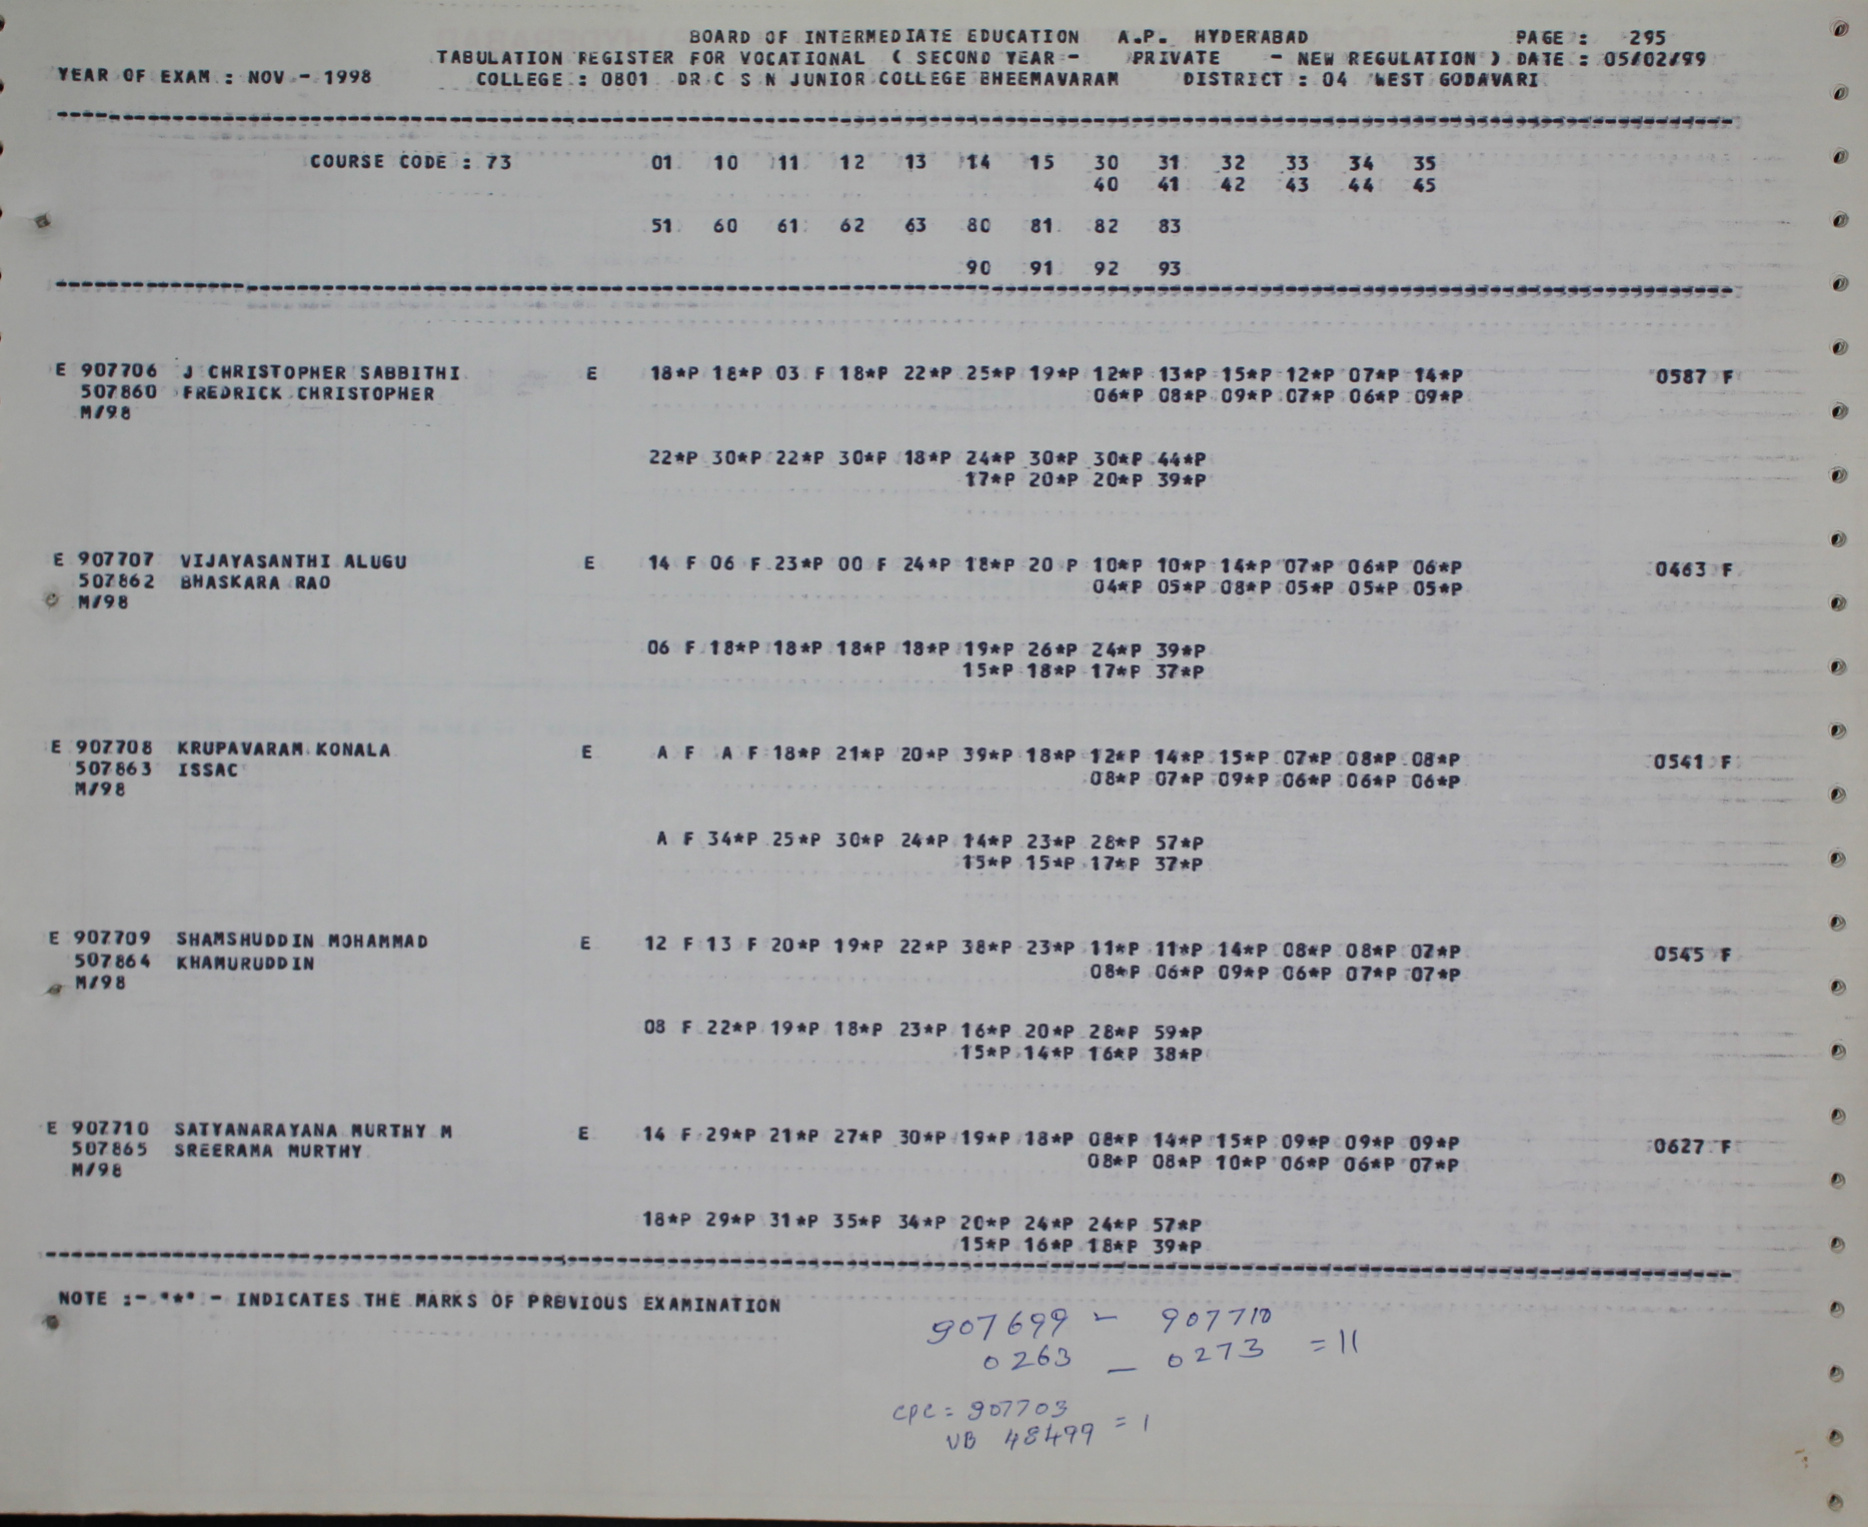 BOARD OF INTERMEDIATE EDUCATION A.P. HYDERABAD PAGE : 295
TABULATION REGISTER FOR VOCATIONAL ( SECOND YEAR - PRIVATE - NEW REGULATION ) DATE : 05/02/99
YEAR OF EXAM : NOV - 1998 COLLEGE : 0801 DR C S N JUNIOR COLLEGE BHEEMAVARAM DISTRICT : 04 WEST GODAVARI
COURSE CODE : 73 01 10 11 12 13 14 15 30 31 32 33 34 35
40 41 42 43 44 45
51 60 61 62 63 80 81 82 83
90 91 92 93
E 907706 J CHRISTOPHER SABBITHI E 18*P 18*P 03 F 18*P 22*P 25*P 19*P 12*P 13*P 15*P 12*P 07*P 14*P 0587 F
507860 FREDRICK CHRISTOPHER 06*P 08*P 09*P 07*P 06*P 09*P
M/98
22*P 30*P 22*P 30*P 18*P 24*P 30*P 30*P 44*P
17*P 20*P 20*P 39*P
E 907707 VIJAYASANTHI ALUGU E 14 F 06 F 23*P 00 F 24*P 18*P 20 P 10*P 10*P 14*P 07*P 06*P 06*P 0463 F
507862 BHASKARA RAO 04*P 05*P 08*P 05*P 05*P 05*P
M/98
06 F 18*P 18*P 18*P 18*P 19*P 26*P 24*P 39*P
15*P 18*P 17*P 37*P
E 907708 KRUPAVARAM KONALA E A F A F 18*P 21*P 20*P 39*P 18*P 12*P 14*P 15*P 07*P 08*P 08*P 0541 F
507863 ISSAC 08*P 07*P 09*P 06*P 06*P 06*P
M/98
A F 34*P 25*P 30*P 24*P 14*P 23*P 28*P 57*P
15*P 15*P 17*P 37*P
E 907709 SHAMSHUDDIN MOHAMMAD E 12 F 13 F 20*P 19*P 22*P 38*P 23*P 11*P 11*P 14*P 08*P 08*P 07*P 0545 F
507864 KHAMURUDDIN 08*P 06*P 09*P 06*P 07*P 07*P
M/98
08 F 22*P 19*P 18*P 23*P 16*P 20*P 28*P 59*P
15*P 14*P 16*P 38*P
E 907710 SATYANARAYANA MURTHY M E 14 F 29*P 21*P 27*P 30*P 19*P 18*P 08*P 14*P 15*P 09*P 09*P 09*P 0627 F
507865 SREERAMA MURTHY 08*P 08*P 10*P 06*P 06*P 07*P
M/98
18*P 29*P 31*P 35*P 34*P 20*P 24*P 24*P 57*P
15*P 16*P 18*P 39*P
NOTE :- "*" - INDICATES THE MARKS OF PREVIOUS EXAMINATION
907699 - 907710
0263 - 0273 = 11
CPC = 907703
VB 48499 = 1